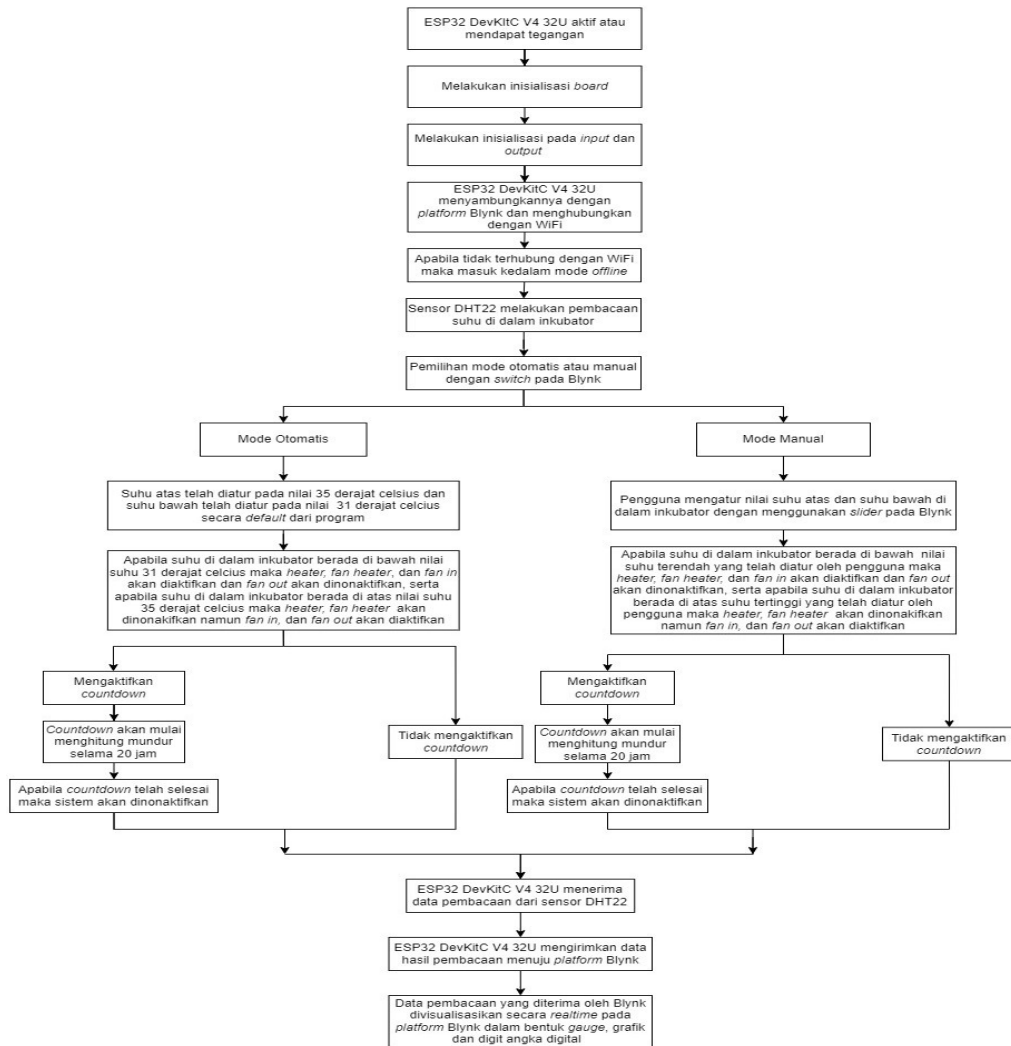 ESP32 DevKItC V4 32U aktif atau
mendapat tegangan
Melakukan inisialisasi board
Melakukan inisialisasi pada input dan
output
ESP32 DevKitC V4 32U
menyambungkannya dengan
platform Blynk dan menghubungkan
dengan WiFi
Apabila tidak terhubung dengan WiFi
maka masuk kedalam mode offline
Sensor DHT22 melakukan pembacaan
suhu di dalam inkubator
Pemilihan mode otomatis atau manual
dengan switch pada Blynk
Mode Otomatis
Suhu atas telah diatur pada nilai 35 derajat celsius dan
suhu bawah telah diatur pada nilai 31 derajat celcius
secara default dari program
Apabila suhu di dalam inkubator berada di bawah nilai
suhu 31 derajat celcius maka heater, fan heater, dan fan in
akan diaktifkan dan fan out akan dinonaktifkan, serta
apabila suhu di dalam inkubator berada di atas nilai suhu
35 derajat celcius maka heater, fan heater akan
dinonakifkan namun fan in, dan fan out akan diaktifkan
Mengaktifkan
countdown
Countdown akan mulai
menghitung mundur
selama 20 jam
Apabila countdown telah selesai
maka sistem akan dinonaktifkan
Tidak mengaktifkan
countdown
Mode Manual
Pengguna mengatur nilai suhu atas dan suhu bawah di
dalam inkubator dengan menggunakan slider pada Blynk
Apabila suhu di dalam inkubator berada di bawah nilai
suhu terendah yang telah diatur oleh pengguna maka
heater, fan heater, dan fan in akan diaktifkan dan fan out
akan dinonaktifkan, serta apabila suhu di dalam inkubator
berada di atas suhu tertinggi yang telah diatur oleh
pengguna maka heater, fan heater akan dinonakifkan
namun fan in, dan fan out akan diaktifkan
Mengaktifkan
countdown
Countdown akan mulai
menghitung mundur
selama 20 jam
Apabila countdown telah selesai
maka sistem akan dinonaktifkan
Tidak mengaktifkan
countdown
ESP32 DevKitC V4 32U menerima
data pembacaan dari sensor DHT22
ESP32 DevKitC V4 32U mengirimkan data
hasil pembacaan menuju platform Blynk
Data pembacaan yang diterima oleh Blynk
divisualisasikan secara realtime pada
platform Blynk dalam bentuk gauge, grafik
dan digit angka digital